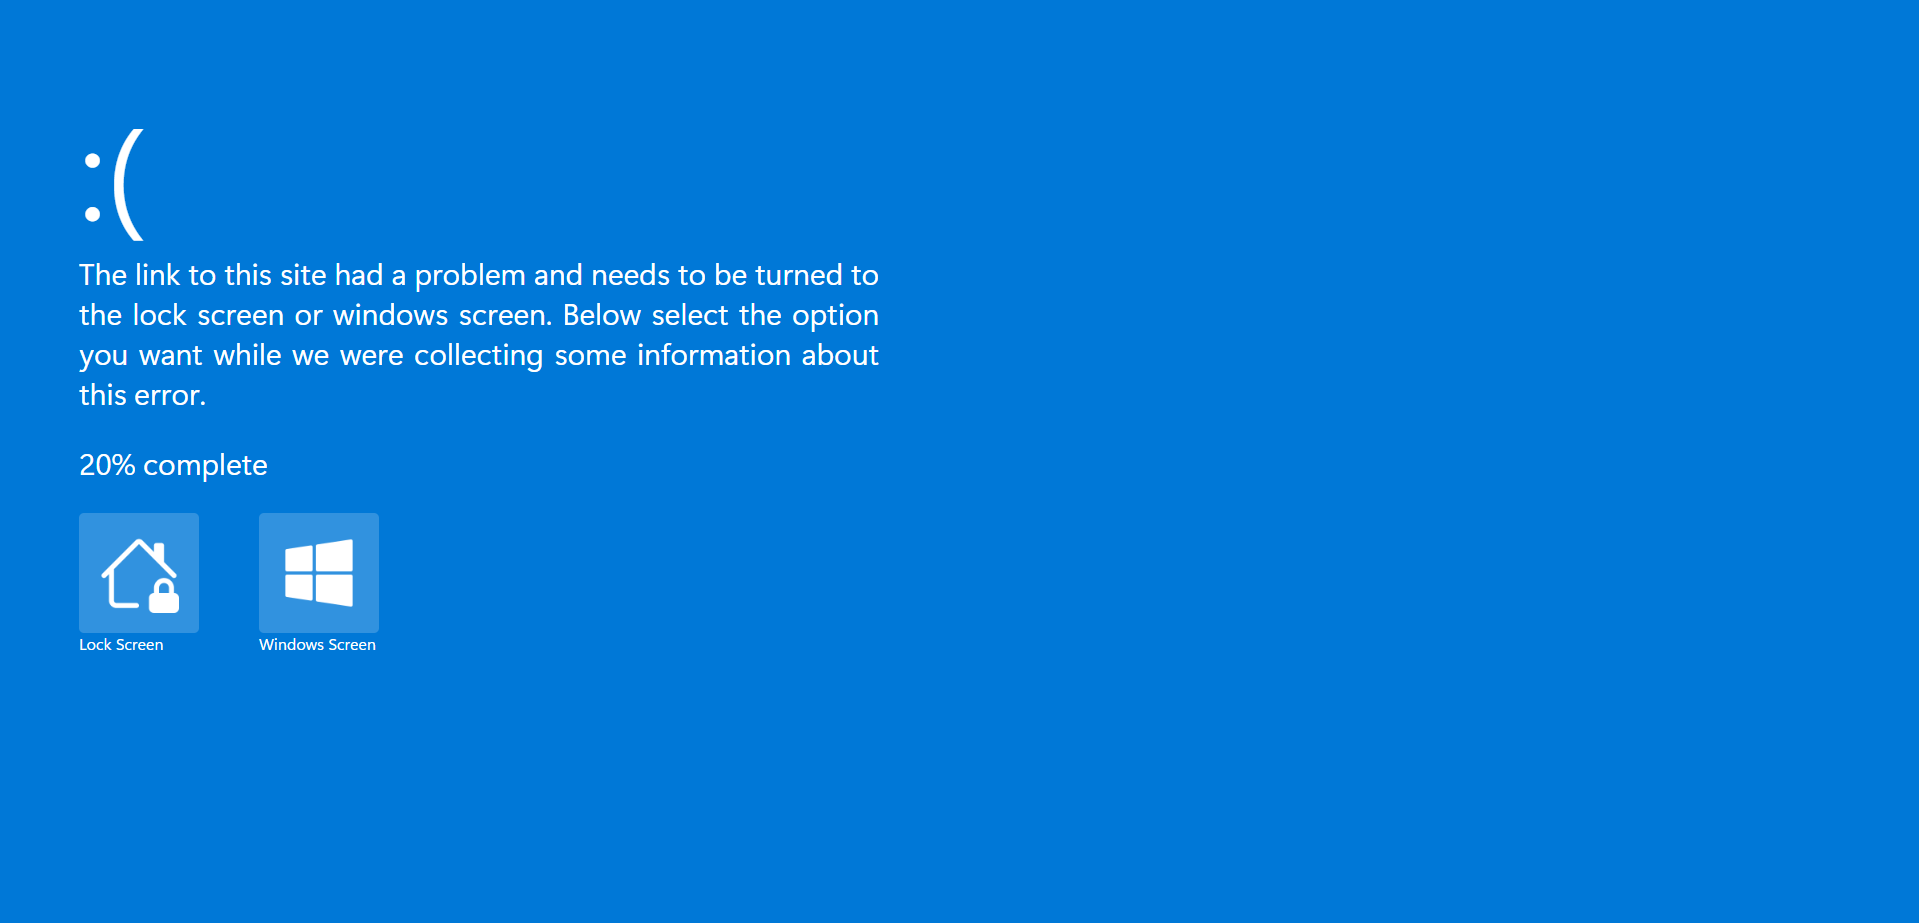 :(
The link to this site had a problem and needs to be turned to
the lock screen or windows screen. Below select the option
you want while we were collecting some information about
this error.
20% complete
Lock Screen
Windows Screen